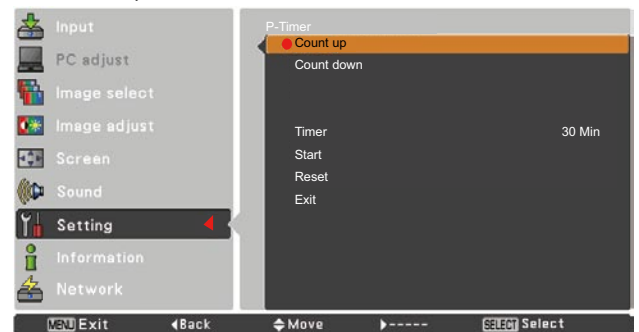 Input
PC adjust
Image select
Image adjust
Screen
Sound
Setting
Information
Network
P-Timer
Count up
Count down
Timer 30 Min
Start
Reset
Exit
MENU Exit Back Move ----- SELECT Select